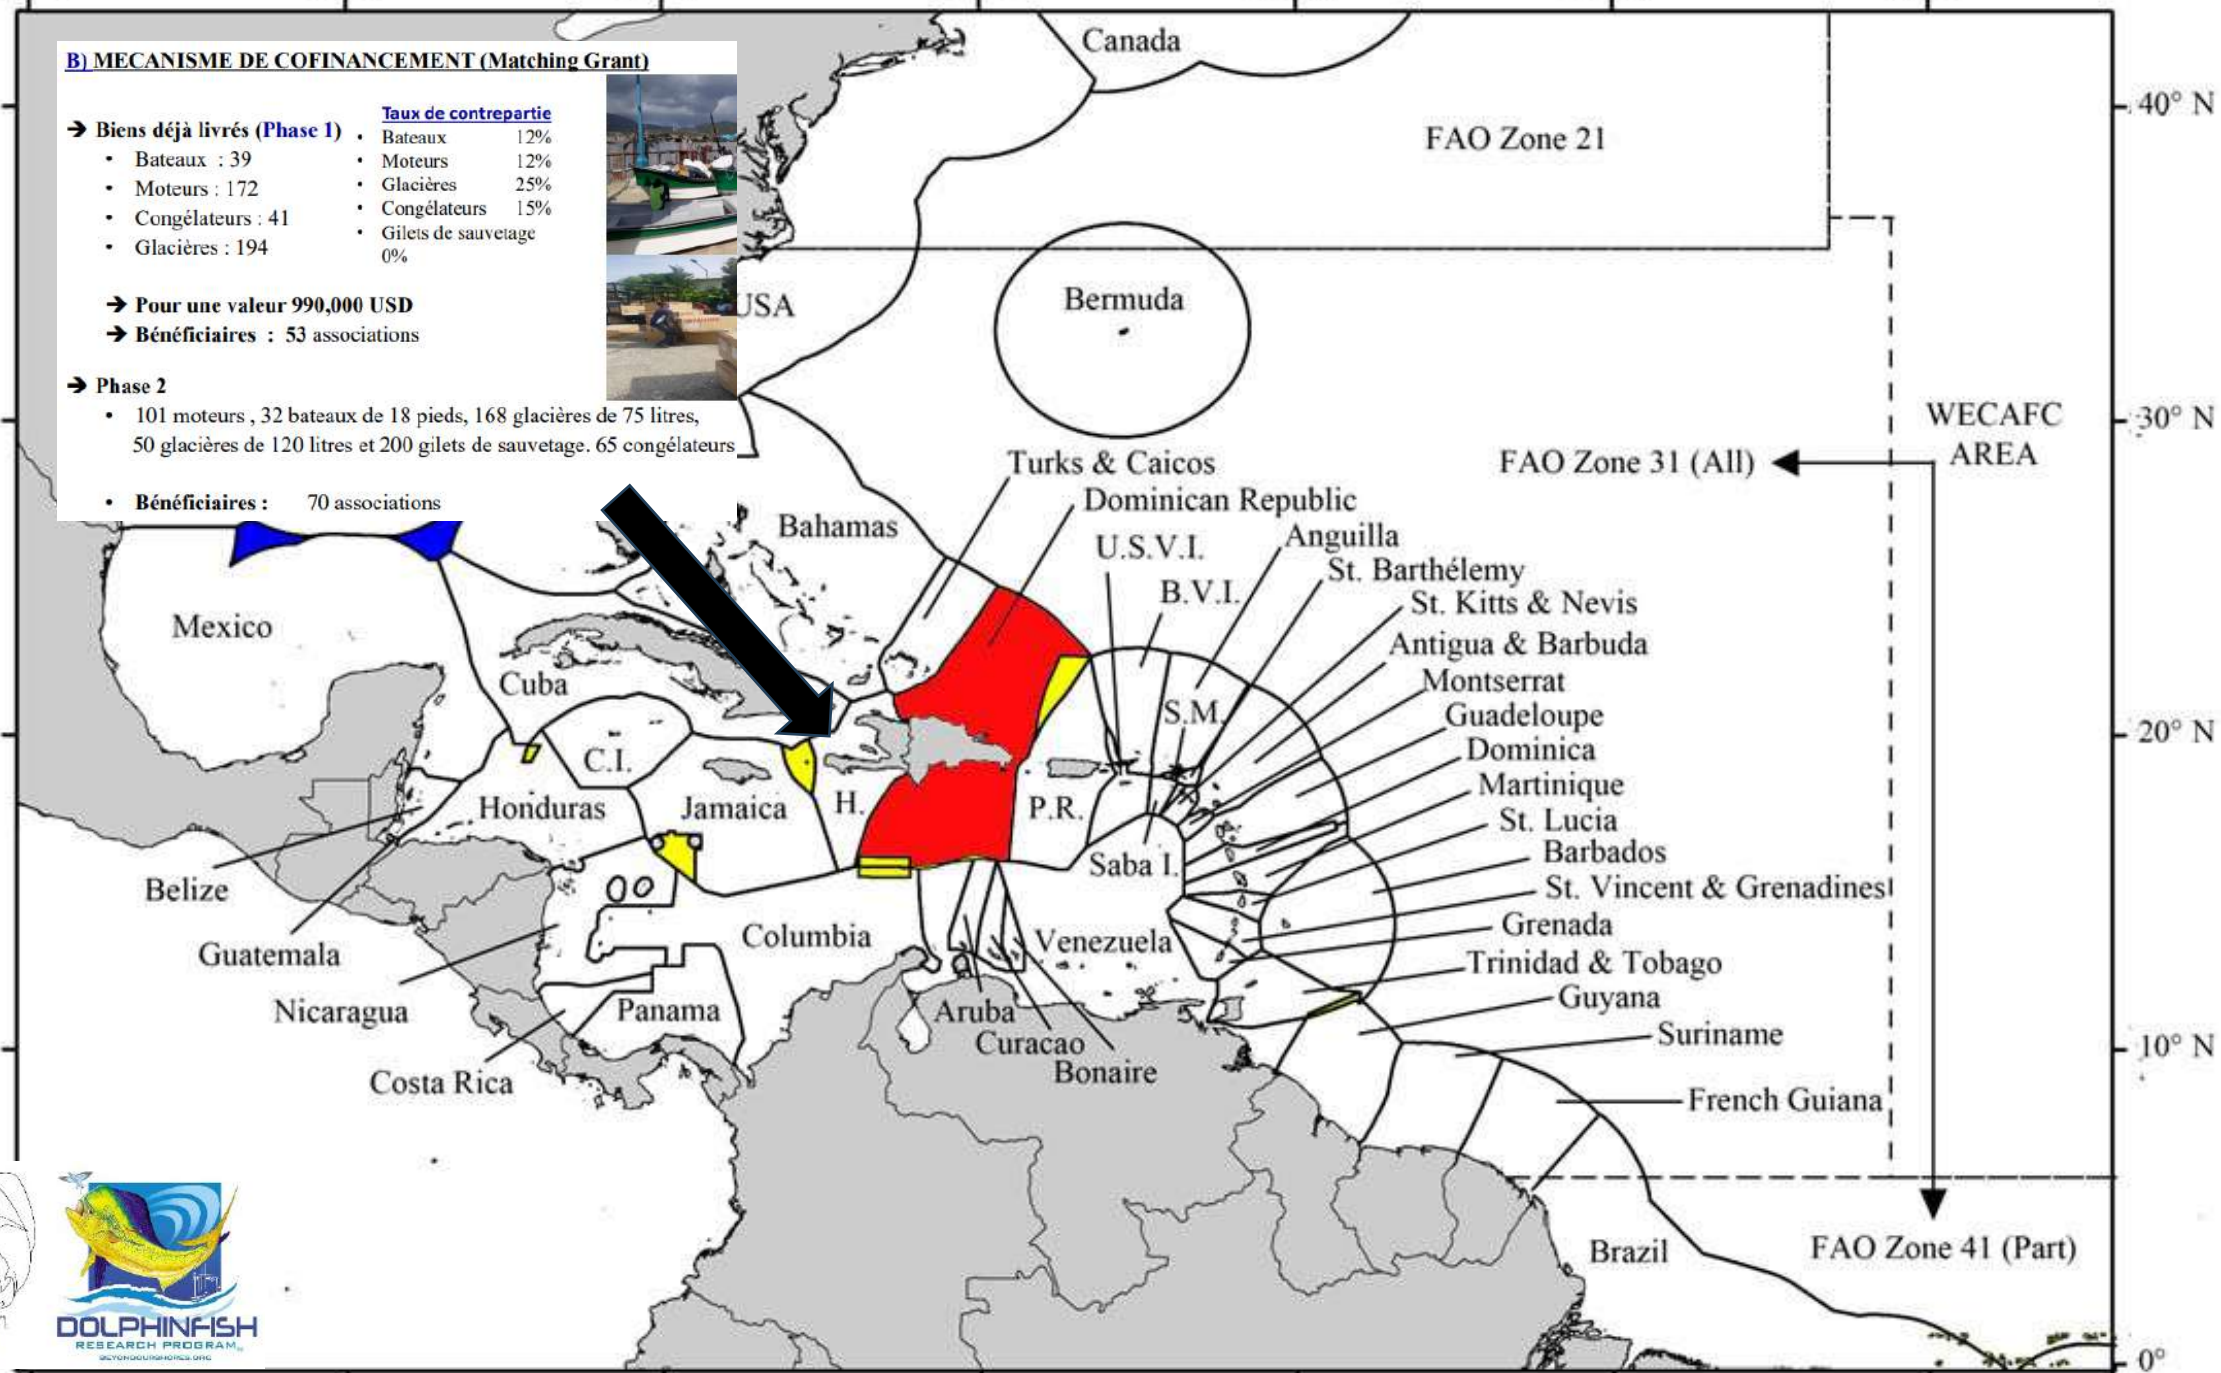 B) MECANISME DE COFINANCEMENT (Matching Grant)
➔ Biens déjà livrés (Phase 1)
• Bateaux : 39
• Moteurs : 172
• Congélateurs : 41
• Glacières : 194
Taux de contrepartie
• Bateaux 12%
• Moteurs 12%
• Glacières 25%
• Congélateurs 15%
• Gilets de sauvetage
0%
➔ Pour une valeur 990,000 USD
➔ Bénéficiaires : 53 associations
➔ Phase 2
• 101 moteurs , 32 bateaux de 18 pieds, 168 glacières de 75 litres,
50 glacières de 120 litres et 200 gilets de sauvetage. 65 congélateurs
• Bénéficiaires : 70 associations
Canada
40° N
FAO Zone 21
USA
Bermuda
WECAFC
AREA
30° N
FAO Zone 31 (All)
Turks & Caicos
Dominican Republic
Bahamas
Anguilla
U.S.V.I.
St. Barthélemy
B.V.I.
St. Kitts & Nevis
Mexico
Antigua & Barbuda
Cuba
Montserrat
S.M.
Guadeloupe
20° N
C.I.
Dominica
Martinique
Honduras
Jamaica
H.
P.R.
St. Lucia
Saba I.
Barbados
Belize
St. Vincent & Grenadines
Grenada
Columbia
Venezuela
Guatemala
Trinidad & Tobago
Nicaragua
Panama
Aruba
Guyana
Curacao
Suriname
10° N
Costa Rica
Bonaire
French Guiana
Brazil
FAO Zone 41 (Part)
0°
DOLPHINFISH
RESEARCH PROGRAM
BEYONDOURSHORES.ORG